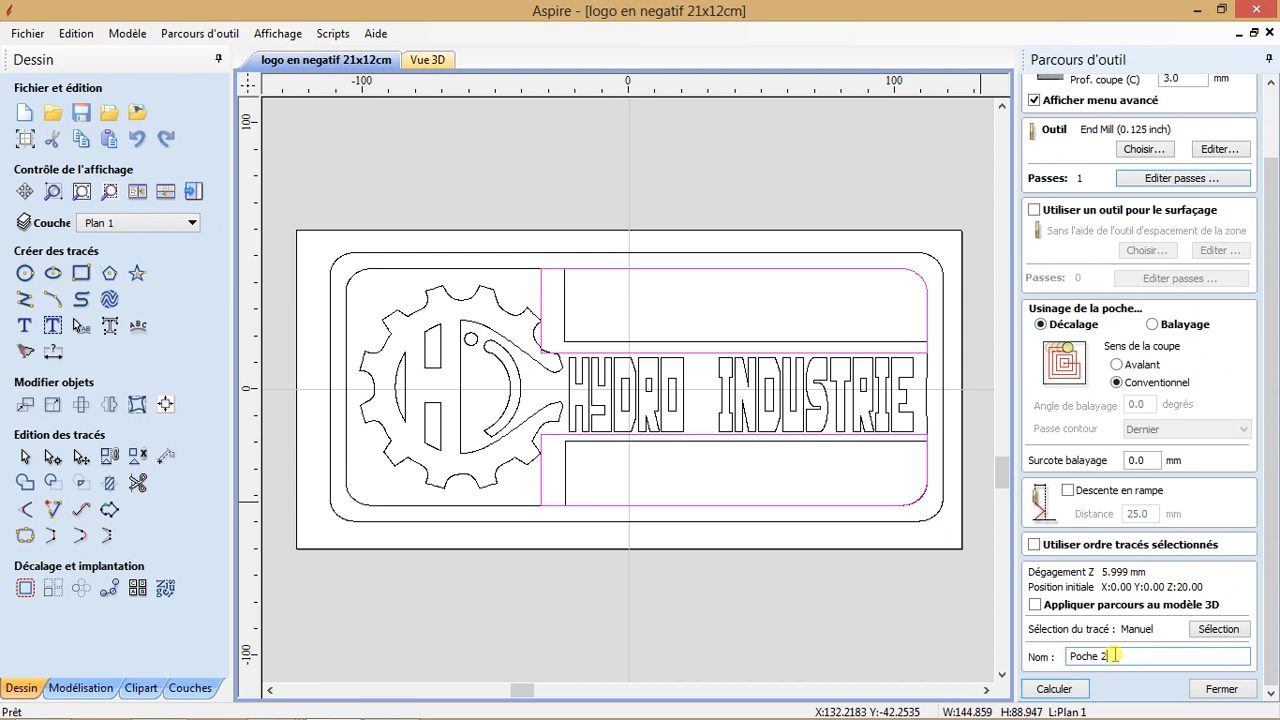 Aspire - [logo en negatif 21x12cm]
Fichier Edition Modèle Parcours d'outil Affichage Scripts Aide
Dessin
logo en negatif 21x12cm Vue 3D
Parcours d'outil
Fichier et édition
Contrôle de l'affichage
Couche Plan 1
Créer des tracés
Modifier objets
Edition des tracés
Décalage et implantation
Dessin Modélisation Clipart Couches
-100 0 100
100
0
-100
HYDRO INDUSTRIE
Prof. coupe (C) 3.0 mm
Afficher menu avancé
Outil End Mill (0.125 inch)
Choisir... Editer...
Passes: 1 Editer passes ...
Utiliser un outil pour le surfaçage
Sans l'aide de l'outil d'espacement de la zone
Choisir... Editer ...
Passes: 0 Editer passes ...
Usinage de la poche...
Décalage Balayage
Sens de la coupe
Avalant
Conventionnel
Angle de balayage 0.0 degrés
Passe contour Dernier
Surcote balayage 0.0 mm
Descente en rampe
Distance 25.0 mm
Utiliser ordre tracés sélectionnés
Dégagement Z 5.999 mm
Position initiale X:0.00 Y:0.00 Z:20.00
Appliquer parcours au modèle 3D
Sélection du tracé : Manuel Sélection
Nom : Poche 2
Calculer Fermer
Prêt X:132.2183 Y:-42.2535 W:144.859 H:88.947 L:Plan 1